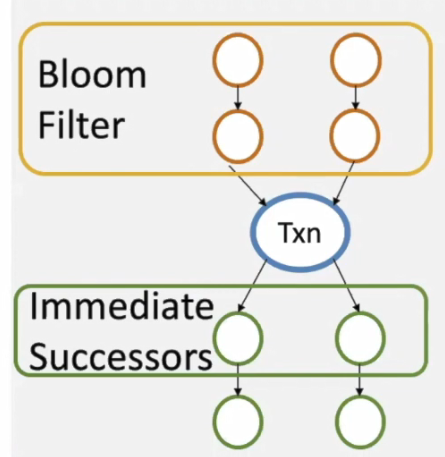 Bloom
Filter
Txn
Immediate
Successors